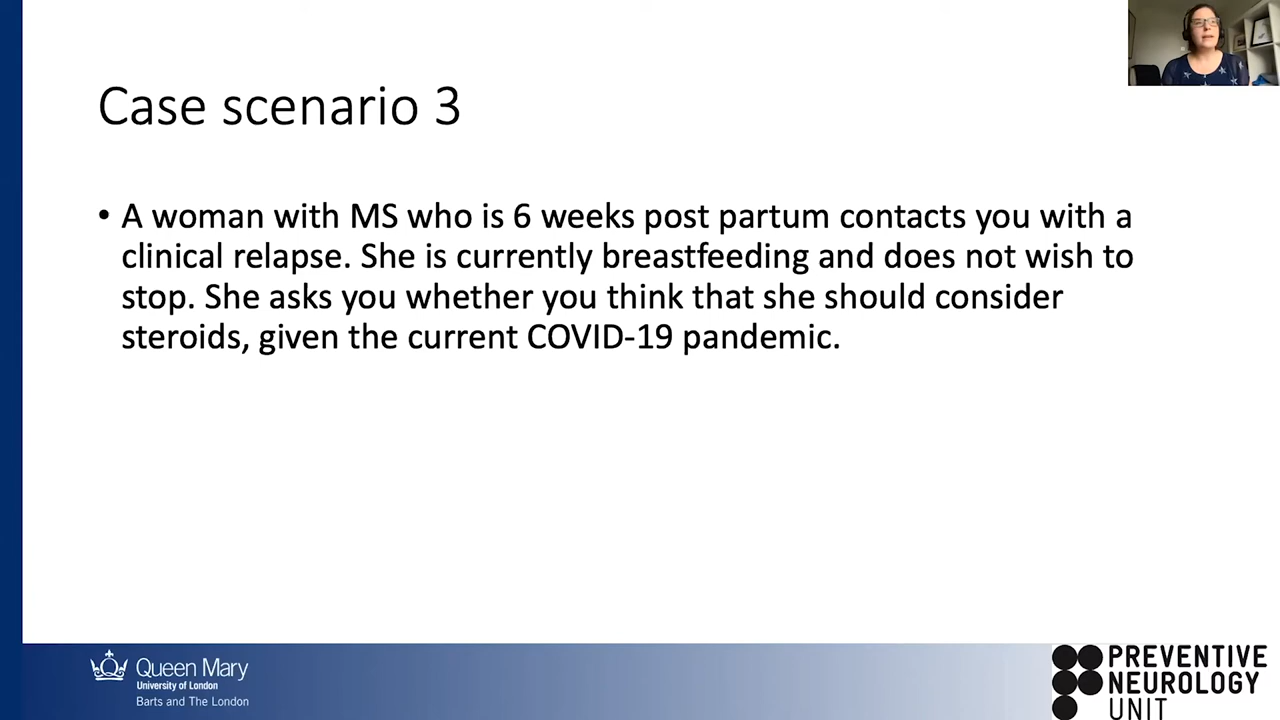 Case scenario 3
• A woman with MS who is 6 weeks post partum contacts you with a
clinical relapse. She is currently breastfeeding and does not wish to
stop. She asks you whether you think that she should consider
steroids, given the current COVID-19 pandemic.
Queen Mary
University of London
Barts and The London
PREVENTIVE
NEUROLOGY
UNIT